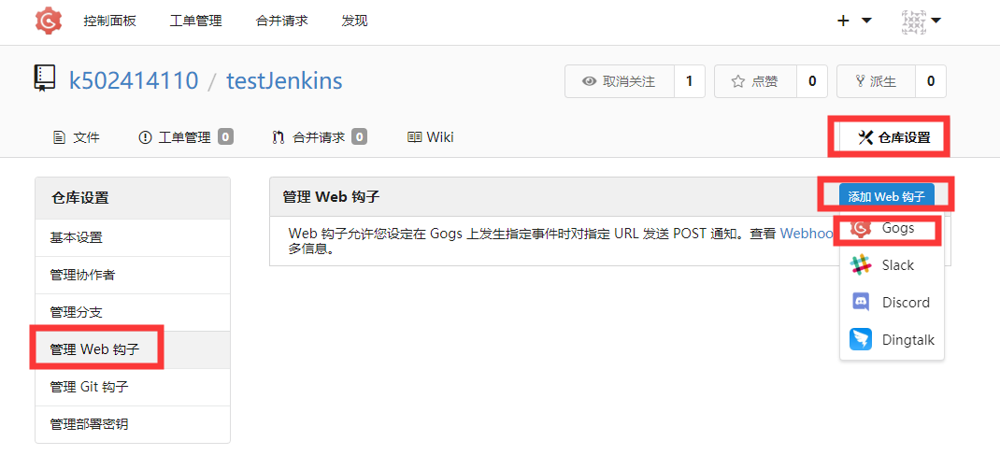 控制面板 工单管理 合并请求 发现
k502414110 / testJenkins
取消关注 1 点赞 0 派生 0
文件 工单管理 0 合并请求 0 Wiki 仓库设置
仓库设置
基本设置
管理协作者
管理分支
管理 Web 钩子
管理 Git 钩子
管理部署密钥
管理 Web 钩子 添加 Web 钩子
Web 钩子允许您设定在 Gogs 上发生指定事件时对指定 URL 发送 POST 通知。查看 Webhoo
多信息。
Gogs
Slack
Discord
Dingtalk